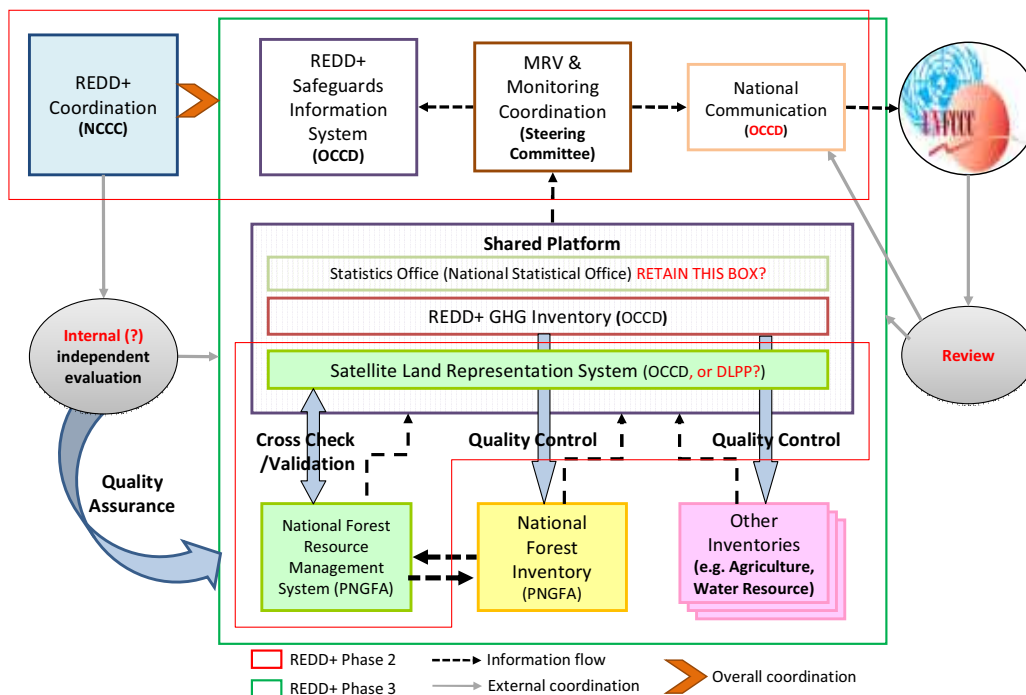 REDD+
Coordination
(NCCC)
REDD+
Safeguards
Information
System
(OCCD)
MRV &
Monitoring
Coordination
(Steering
Committee)
National
Communication
(OCCD)
UNFCCC
Shared Platform
Statistics Office (National Statistical Office) RETAIN THIS BOX?
REDD+ GHG Inventory (OCCD)
Satellite Land Representation System (OCCD, or DLPP?)
Internal (?)
independent
evaluation
Review
Cross Check
/Validation
Quality Control
Quality Control
Quality
Assurance
National Forest
Resource
Management
System (PNGFA)
National
Forest
Inventory
(PNGFA)
Other
Inventories
(e.g. Agriculture,
Water Resource)
REDD+ Phase 2
Information flow
Overall coordination
REDD+ Phase 3
External coordination